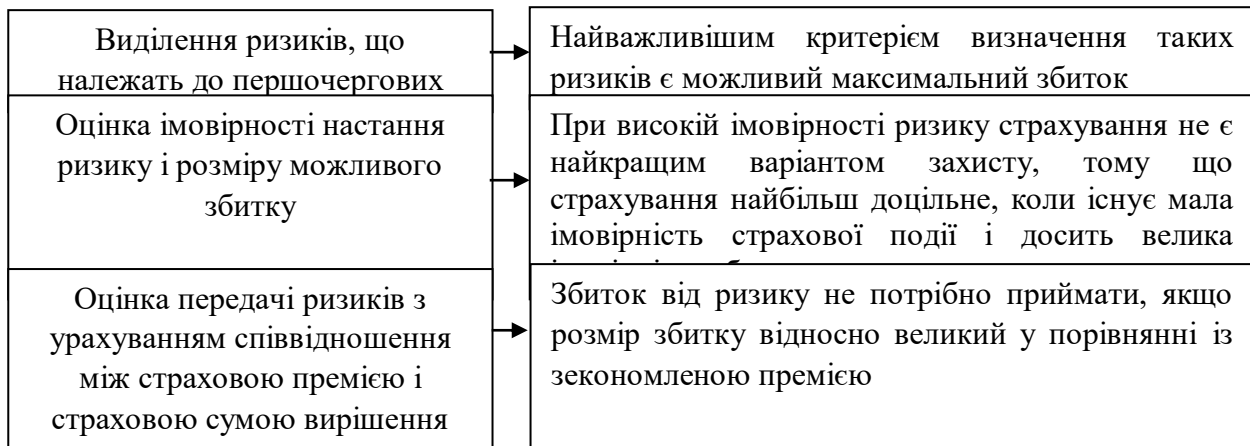 Виділення ризиків, що
належать до першочергових
Найважливішим критерієм визначення таких
ризиків є можливий максимальний збиток
Оцінка імовірності настання
ризику і розміру можливого
збитку
При високій імовірності ризику страхування не є
найкращим варіантом захисту, тому що
страхування найбільш доцільне, коли існує мала
імовірність страхової події і досить велика
Оцінка передачі ризиків з
урахуванням співвідношення
між страховою премією і
страховою сумою вирішення
Збиток від ризику не потрібно приймати, якщо
розмір збитку відносно великий у порівнянні із
зекономленою премією